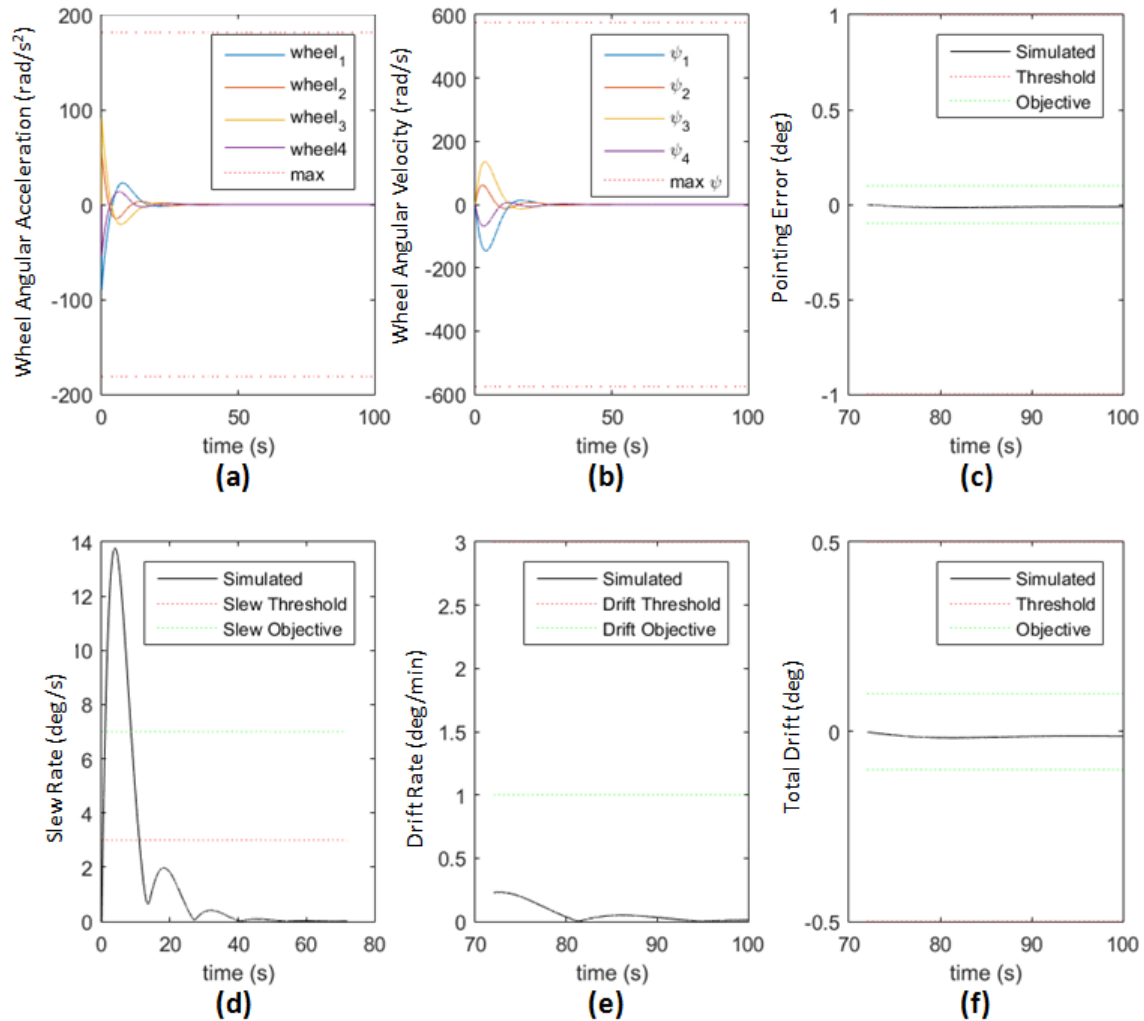 Wheel Angular Acceleration (rad/s²)
200
100
0
-100
-200
0
50
100
time (s)
wheel₁
wheel₂
wheel₃
wheel4
max
(a)
Wheel Angular Velocity (rad/s)
600
400
200
0
-200
-400
-600
0
50
100
time (s)
ψ₁
ψ₂
ψ₃
ψ₄
max ψ
(b)
Pointing Error (deg)
1
0.5
0
-0.5
-1
70
80
90
100
time (s)
Simulated
Threshold
Objective
(c)
Slew Rate (deg/s)
14
12
10
8
6
4
2
0
0
20
40
60
80
time (s)
Simulated
Slew Threshold
Slew Objective
(d)
Drift Rate (deg/min)
3
2.5
2
1.5
1
0.5
0
70
80
90
100
time (s)
Simulated
Drift Threshold
Drift Objective
(e)
Total Drift (deg)
0.5
0
-0.5
70
80
90
100
time (s)
Simulated
Threshold
Objective
(f)